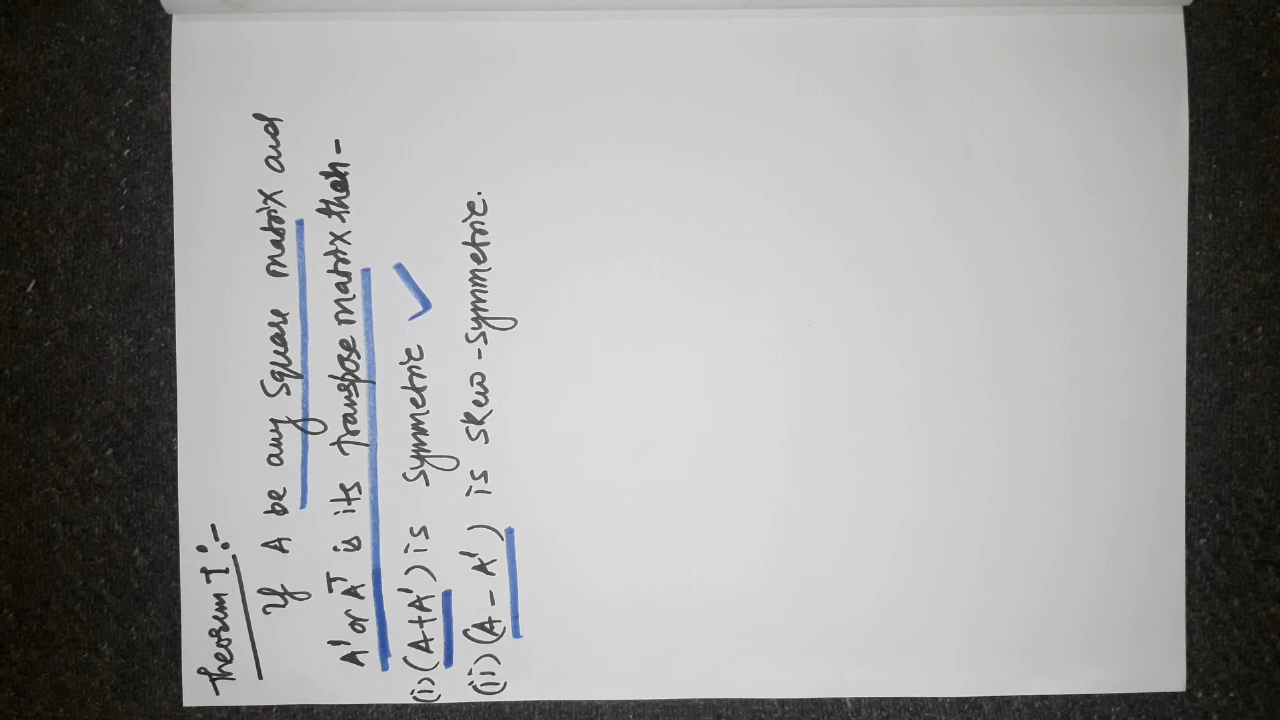 Theorem 1:-
If A be any Square matrix and
A' or Aᵀ is its transpose matrix then-
(i) (A+A') is symmetric ✓
(ii) (A - A') is skew-symmetric.